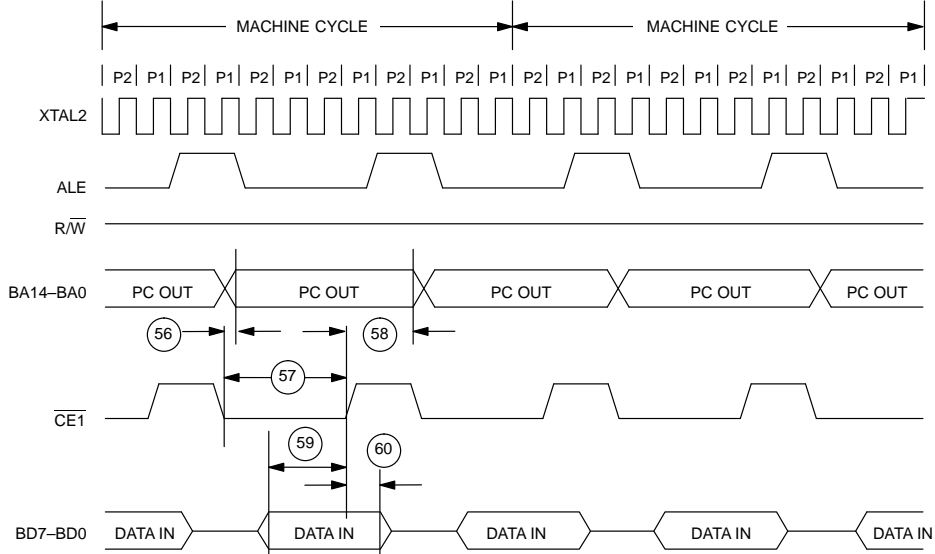 MACHINE CYCLE MACHINE CYCLE
P2 P1 P2 P1 P2 P1 P2 P1 P2 P1 P2 P1 P2 P1 P2 P1 P2 P1 P2 P1 P2 P1 P2 P1
XTAL2
ALE
R/W
BA14–BA0 PC OUT PC OUT PC OUT PC OUT PC OUT
56 58
57
CE1
59 60
BD7–BD0 DATA IN DATA IN DATA IN DATA IN DATA IN